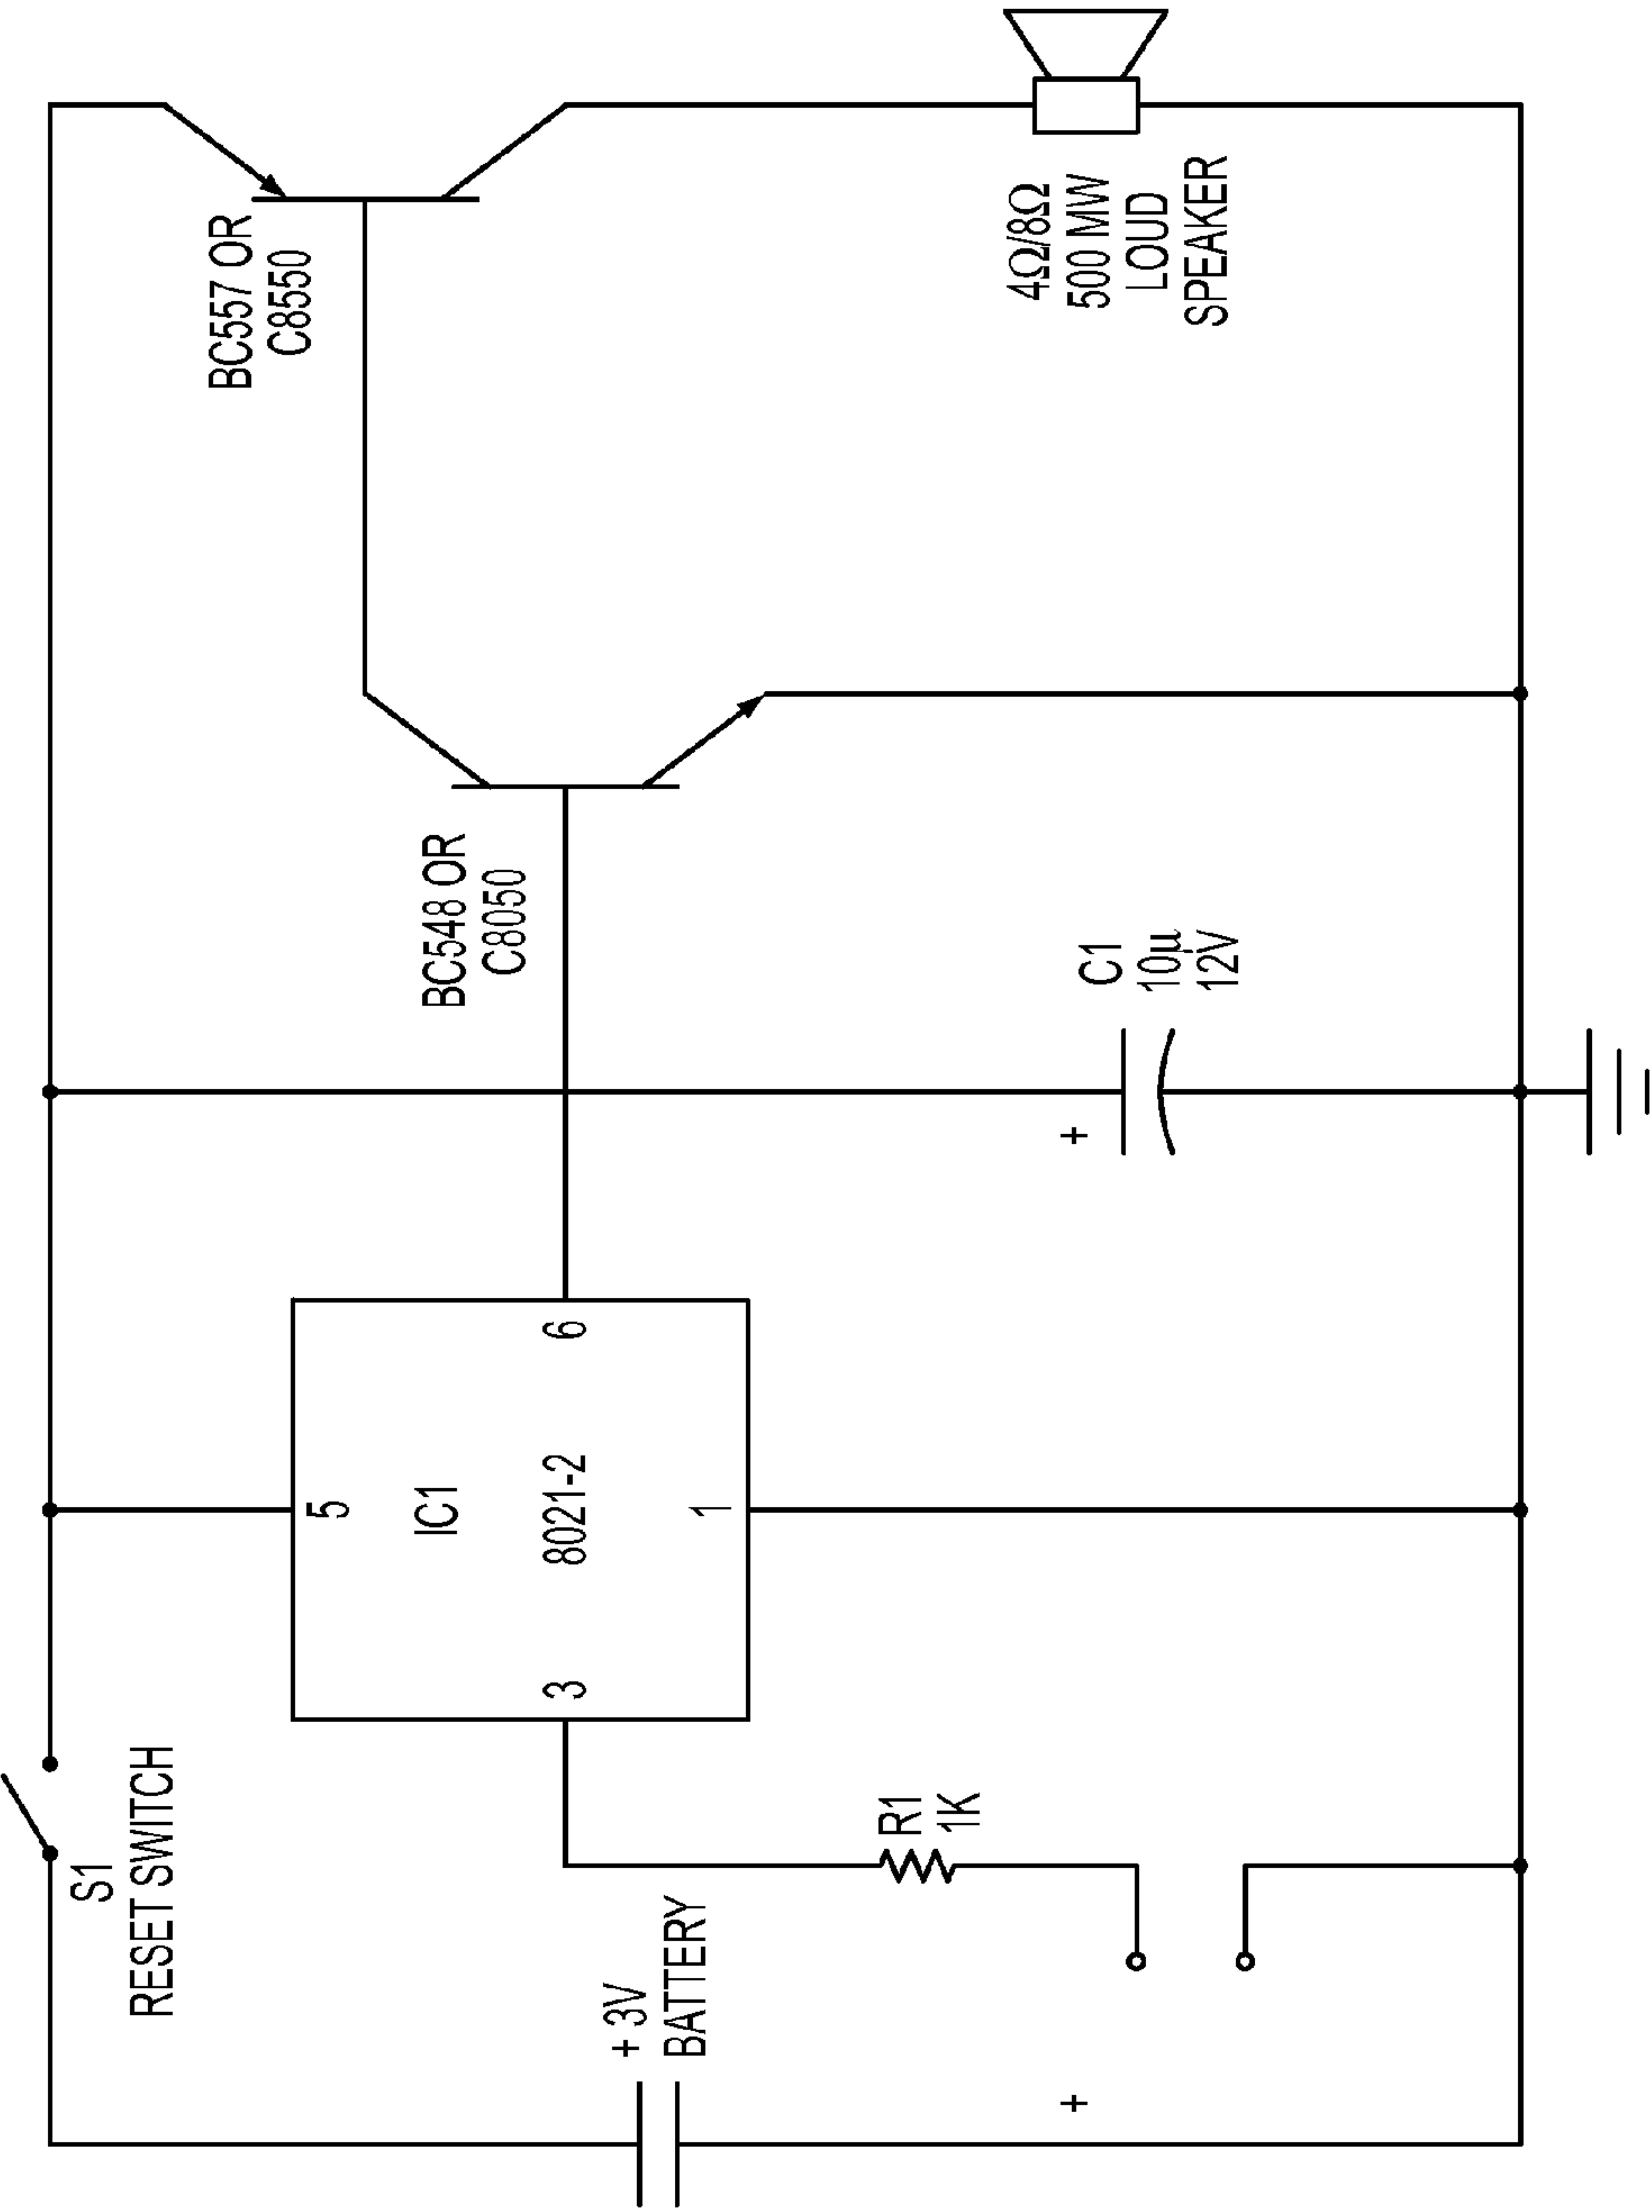 S1
RESET SWITCH
+ 3V
BATTERY
+
R1
1K
5
IC1
3
8021-2
6
1
+
C1
10µ
12V
BC548 OR
C8050
BC557 OR
C8550
4Ω/8Ω
500 MW
LOUD
SPEAKER